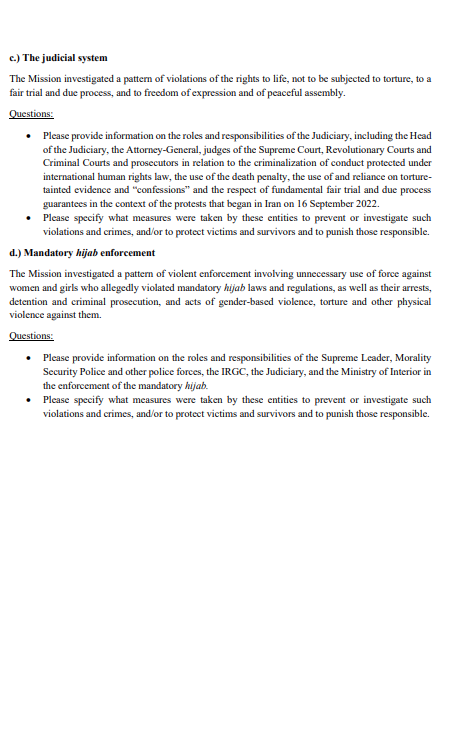 c.) The judicial system
The Mission investigated a pattern of violations of the rights to life, not to be subjected to torture, to a
fair trial and due process, and to freedom of expression and of peaceful assembly.
Questions:
• Please provide information on the roles and responsibilities of the Judiciary, including the Head
of the Judiciary, the Attorney-General, judges of the Supreme Court, Revolutionary Courts and
Criminal Courts and prosecutors in relation to the criminalization of conduct protected under
international human rights law, the use of the death penalty, the use of and reliance on torture-
tainted evidence and “confessions” and the respect of fundamental fair trial and due process
guarantees in the context of the protests that began in Iran on 16 September 2022.
• Please specify what measures were taken by these entities to prevent or investigate such
violations and crimes, and/or to protect victims and survivors and to punish those responsible.
d.) Mandatory hijab enforcement
The Mission investigated a pattern of violent enforcement involving unnecessary use of force against
women and girls who allegedly violated mandatory hijab laws and regulations, as well as their arrests,
detention and criminal prosecution, and acts of gender-based violence, torture and other physical
violence against them.
Questions:
• Please provide information on the roles and responsibilities of the Supreme Leader, Morality
Security Police and other police forces, the IRGC, the Judiciary, and the Ministry of Interior in
the enforcement of the mandatory hijab.
• Please specify what measures were taken by these entities to prevent or investigate such
violations and crimes, and/or to protect victims and survivors and to punish those responsible.